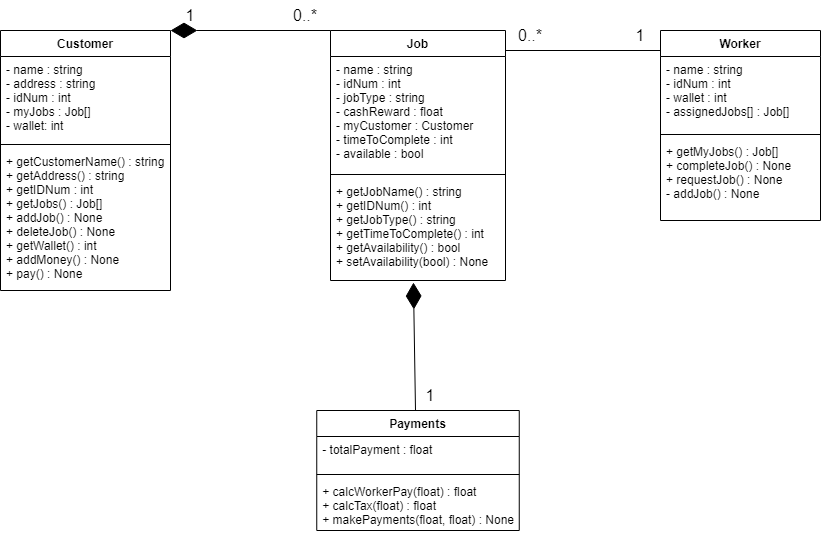 1
0..*
Customer
- name : string
- address : string
- idNum : int
- myJobs : Job[]
- wallet: int
+ getCustomerName() : string
+ getAddress() : string
+ getIDNum : int
+ getJobs() : Job[]
+ addJob() : None
+ deleteJob() : None
+ getWallet() : int
+ addMoney() : None
+ pay() : None
Job
- name : string
- idNum : int
- jobType : string
- cashReward : float
- myCustomer : Customer
- timeToComplete : int
- available : bool
+ getJobName() : string
+ getIDNum() : int
+ getJobType() : string
+ getTimeToComplete() : int
+ getAvailability() : bool
+ setAvailability(bool) : None
0..*
1
Worker
- name : string
- idNum : int
- wallet : int
- assignedJobs[] : Job[]
+ getMyJobs() : Job[]
+ completeJob() : None
+ requestJob() : None
- addJob() : None
1
Payments
- totalPayment : float
+ calcWorkerPay(float) : float
+ calcTax(float) : float
+ makePayments(float, float) : None